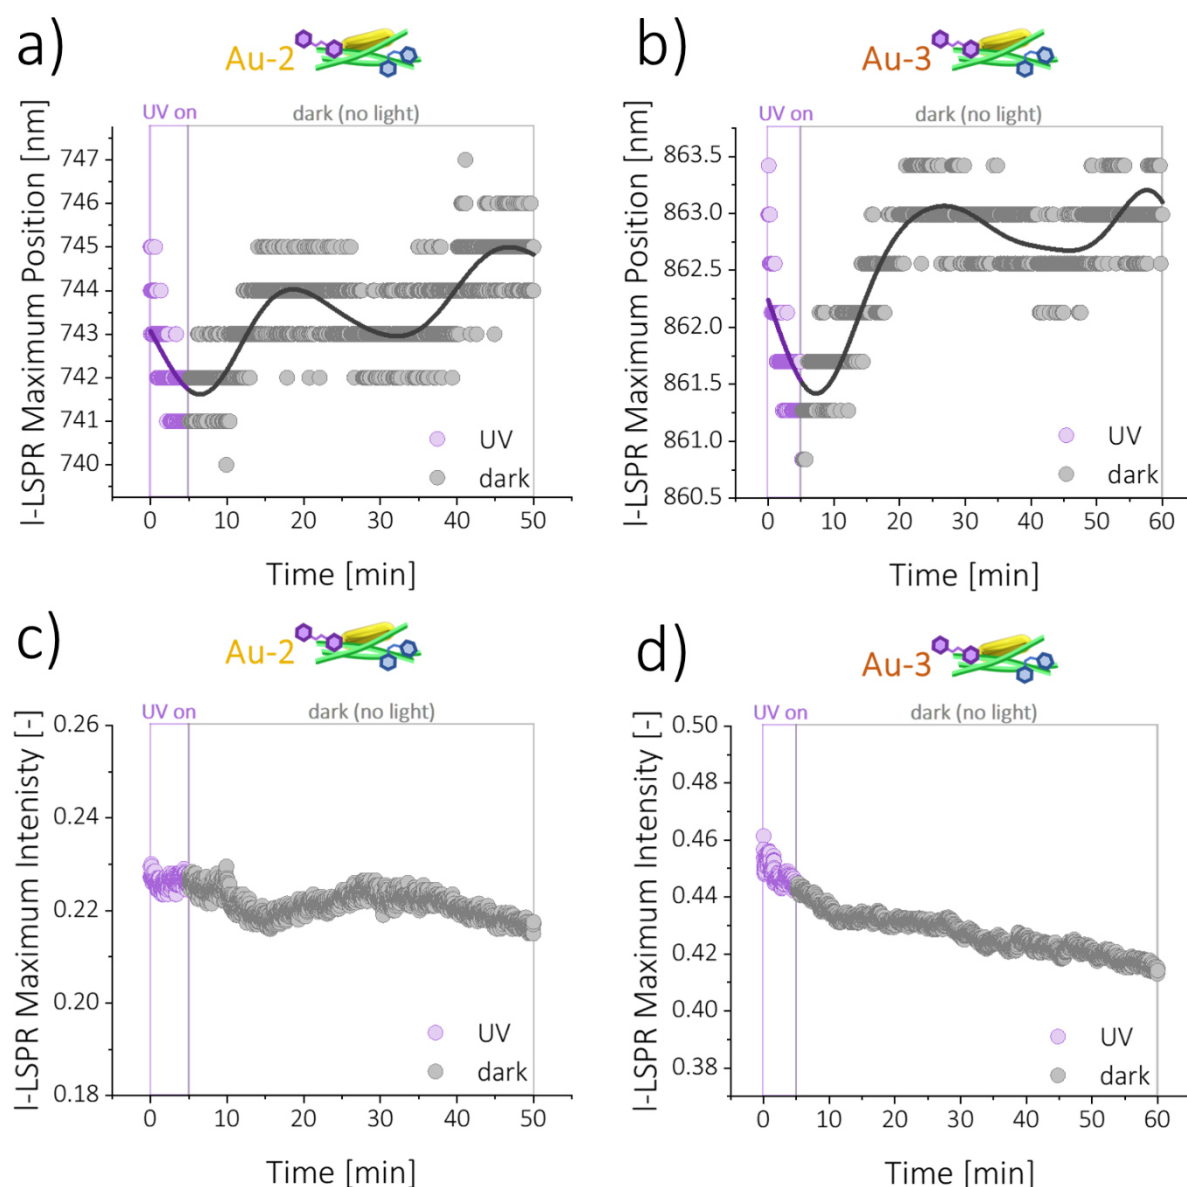 a)
Au-2
UV on
dark (no light)
l-LSPR Maximum Position [nm]
747
746
745
744
743
742
741
740
UV
dark
0 10 20 30 40 50
Time [min]
b)
Au-3
UV on
dark (no light)
l-LSPR Maximum Position [nm]
863.5
863.0
862.5
862.0
861.5
861.0
860.5
UV
dark
0 10 20 30 40 50 60
Time [min]
c)
Au-2
UV on
dark (no light)
l-LSPR Maximum Intenisty [-]
0.26
0.24
0.22
0.20
0.18
UV
dark
0 10 20 30 40 50
Time [min]
d)
Au-3
UV on
dark (no light)
l-LSPR Maximum Intensity [-]
0.50
0.48
0.46
0.44
0.42
0.40
0.38
UV
dark
0 10 20 30 40 50 60
Time [min]